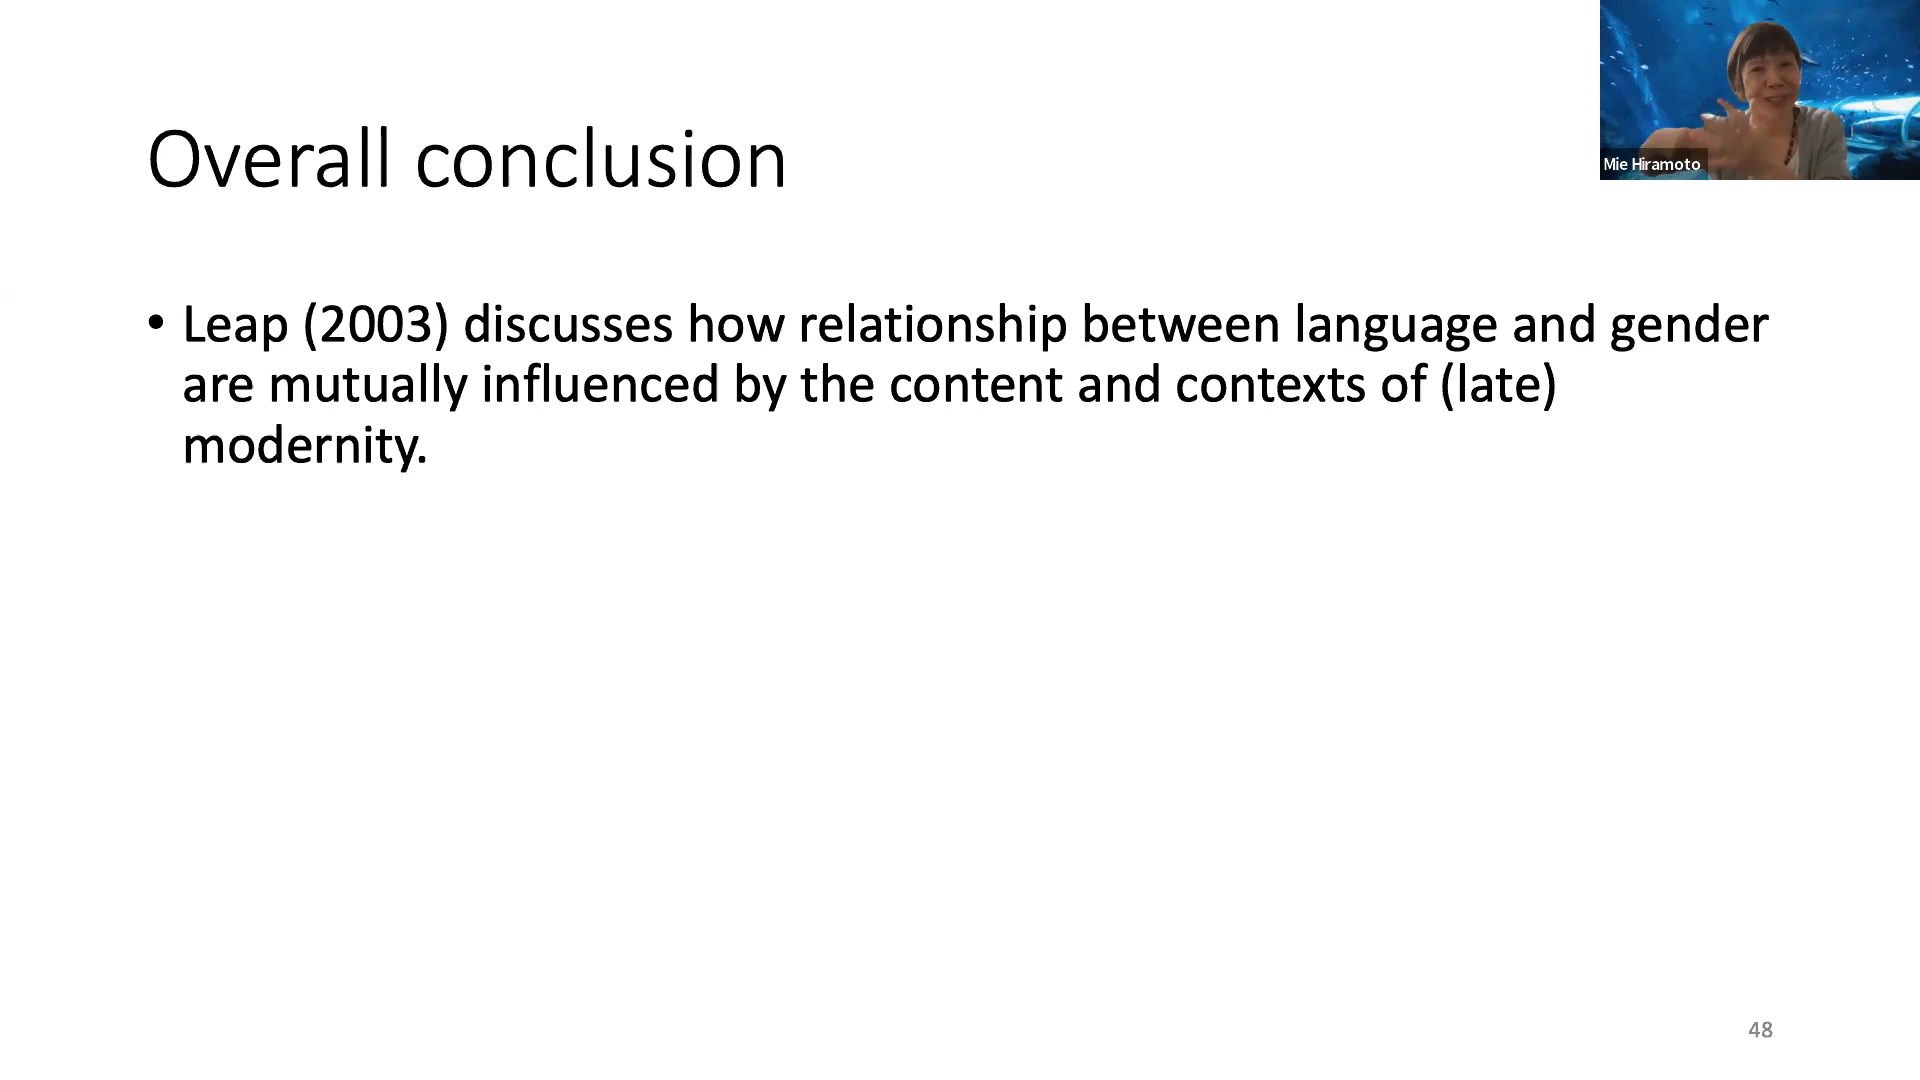 Overall conclusion
Mie Hiramoto
• Leap (2003) discusses how relationship between language and gender
are mutually influenced by the content and contexts of (late)
modernity.
48